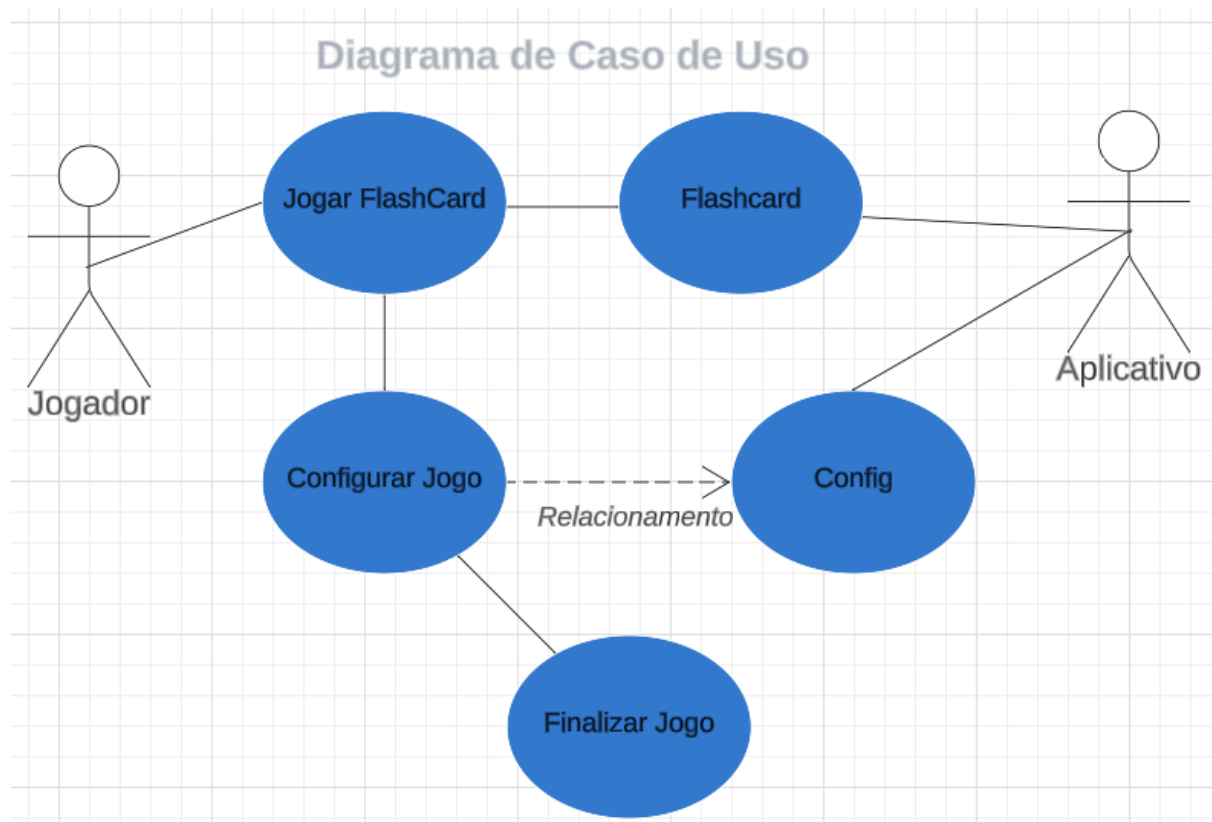 Diagrama de Caso de Uso
Jogar FlashCard
Flashcard
Aplicativo
Jogador
Configurar Jogo
Config
Relacionamento
Finalizar Jogo